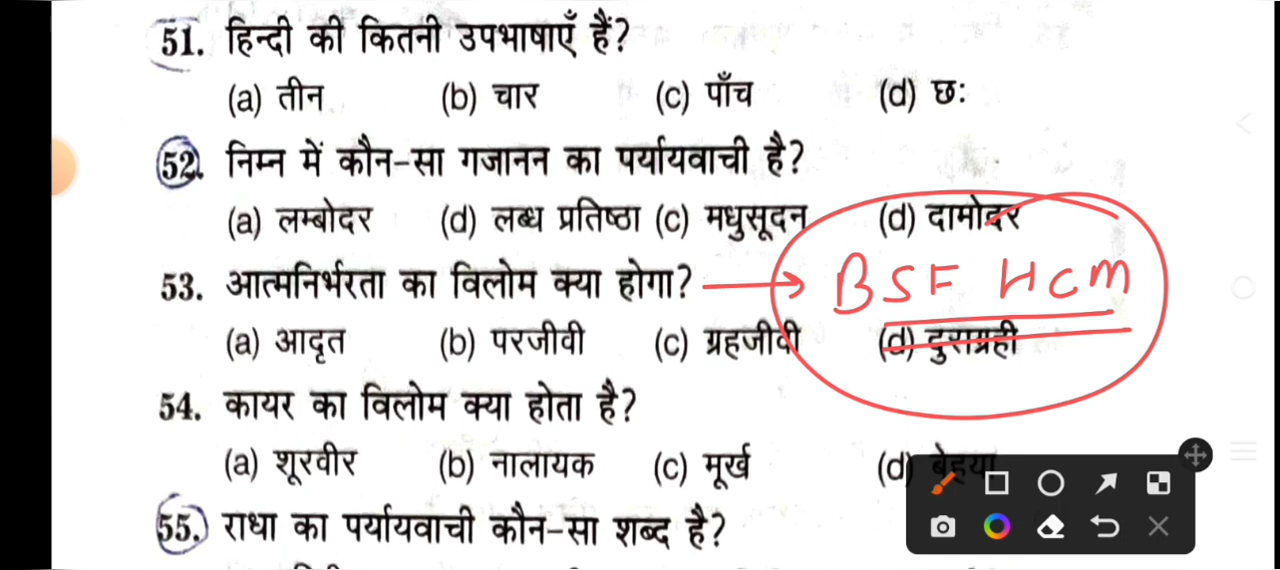 51. हिन्दी की कितनी उपभाषाएँ हैं?
(a) तीन (b) चार (c) पाँच (d) छः
52. निम्न में कौन-सा गजानन का पर्यायवाची है?
(a) लम्बोदर (d) लब्ध प्रतिष्ठा (c) मधुसूदन (d) दामोदर
53. आत्मनिर्भरता का विलोम क्या होगा? → BSF HCM
(a) आदृत (b) परजीवी (c) ग्रहजीवी (d) दुराग्रही
54. कायर का विलोम क्या होता है?
(a) शूरवीर (b) नालायक (c) मूर्ख (d) बेहया
55. राधा का पर्यायवाची कौन-सा शब्द है?